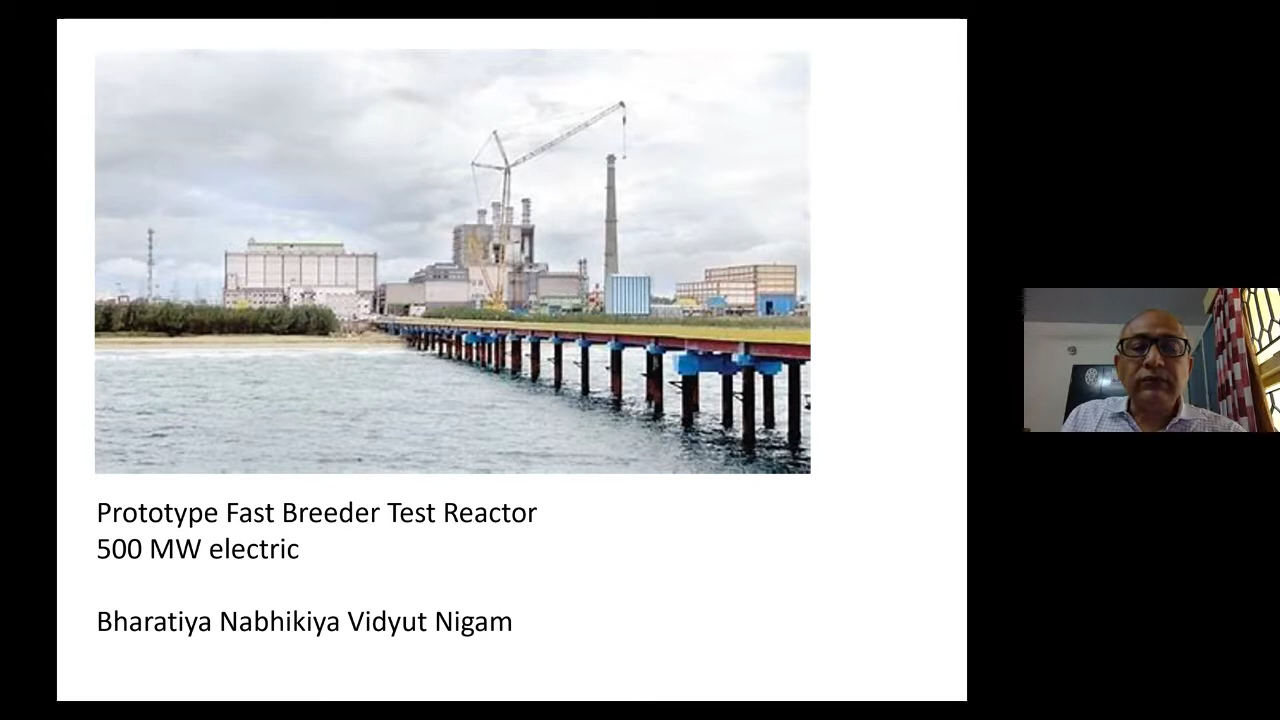 Prototype Fast Breeder Test Reactor
500 MW electric
Bharatiya Nabhikiya Vidyut Nigam